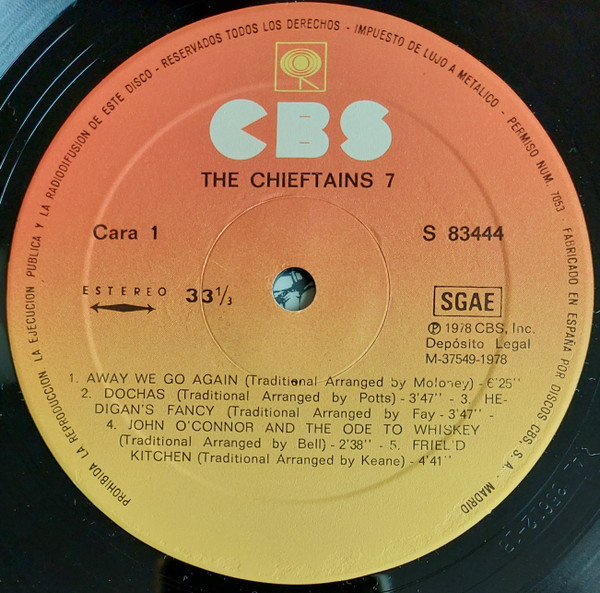 PROHIBIDA LA REPRODUCCION LA EJECUCION PUBLICA Y LA RADIODIFUSION DE ESTE DISCO - RESERVADOS TODOS LOS DERECHOS - IMPUESTO DE LUJO A METALICO - PERMISO NUM. 7053 - FABRICADO EN ESPAÑA POR DISCOS CBS, S. A. - MADRID
CBS
THE CHIEFTAINS 7
Cara 1
S 83444
ESTEREO 33 1/3
SGAE
Ⓟ 1978 CBS, Inc.
Depósito Legal
M-37549-1978
1. AWAY WE GO AGAIN (Traditional Arranged by Moloney) - 6'25''
2. DOCHAS (Traditional Arranged by Potts) - 3'47'' - 3. HE-
DIGAN'S FANCY (Traditional Arranged by Fay - 3'47'' -
4. JOHN O'CONNOR AND THE ODE TO WHISKEY
(Traditional Arranged by Bell) - 2'38'' - 5. FRIEL'D
KITCHEN (Traditional Arranged by Keane) - 4'41''